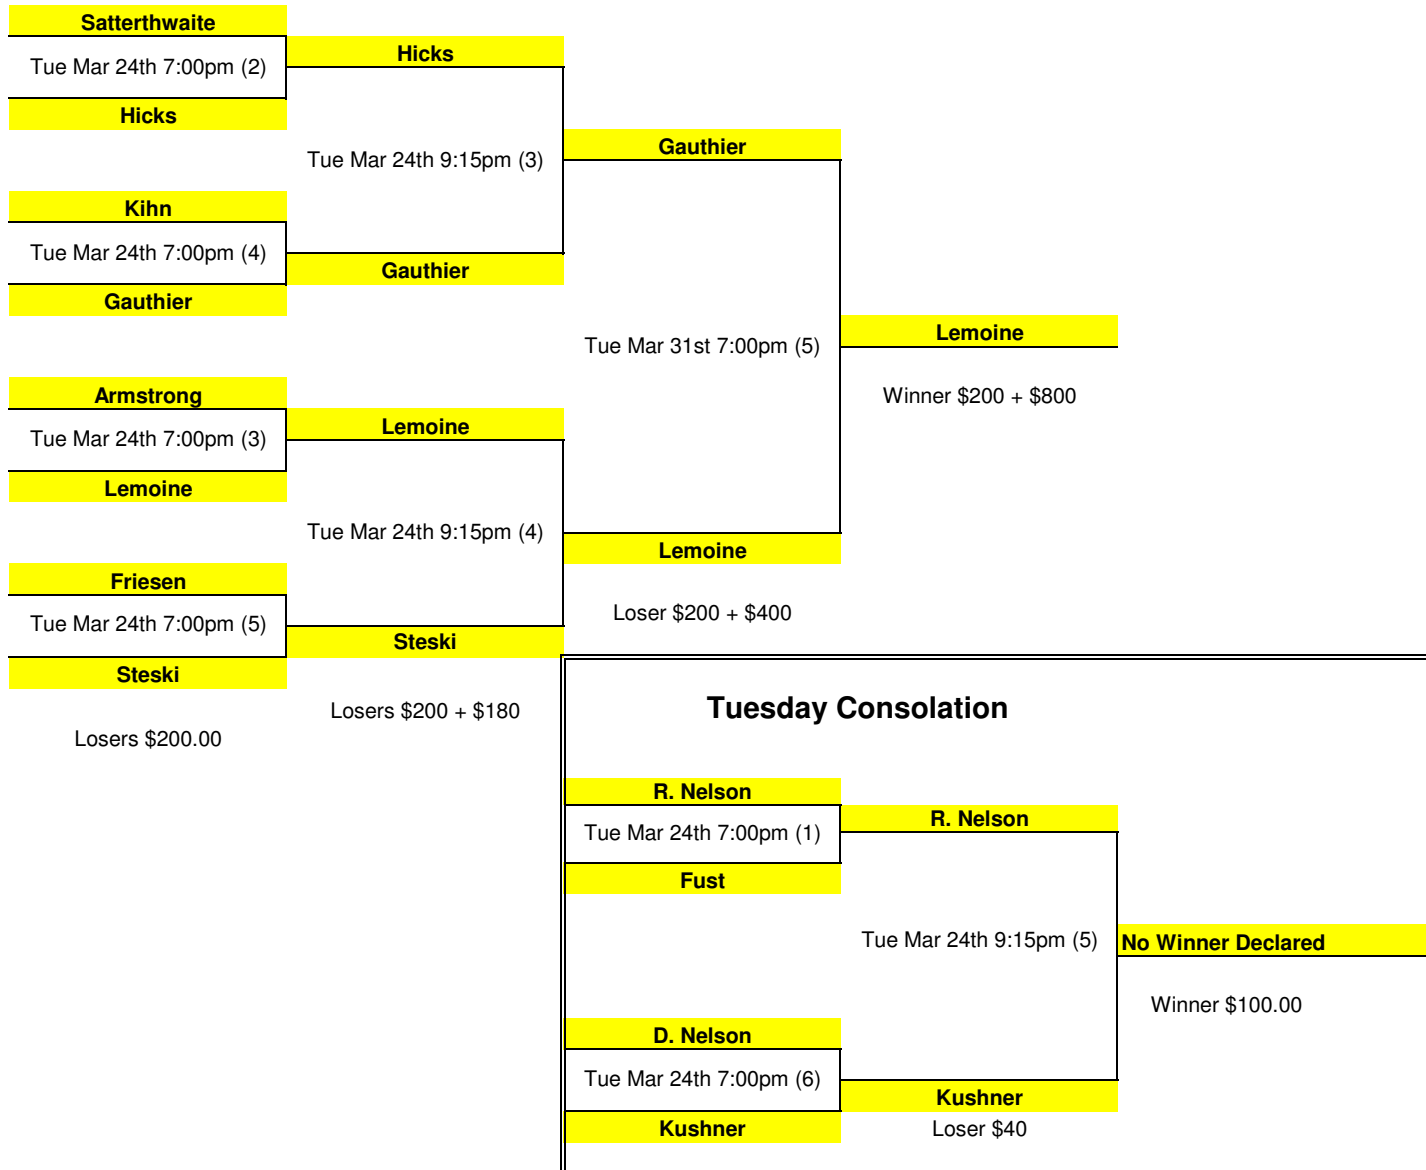 Satterthwaite
Tue Mar 24th 7:00pm (2)
Hicks
Hicks
Tue Mar 24th 9:15pm (3)
Kihn
Tue Mar 24th 7:00pm (4)
Gauthier
Gauthier
Gauthier
Tue Mar 31st 7:00pm (5)
Lemoine
Winner $200 + $800
Armstrong
Tue Mar 24th 7:00pm (3)
Lemoine
Lemoine
Tue Mar 24th 9:15pm (4)
Lemoine
Loser $200 + $400
Friesen
Tue Mar 24th 7:00pm (5)
Steski
Steski
Losers $200 + $180
Losers $200.00
Tuesday Consolation
R. Nelson
Tue Mar 24th 7:00pm (1)
Fust
R. Nelson
Tue Mar 24th 9:15pm (5)
No Winner Declared
Winner $100.00
D. Nelson
Tue Mar 24th 7:00pm (6)
Kushner
Kushner
Loser $40